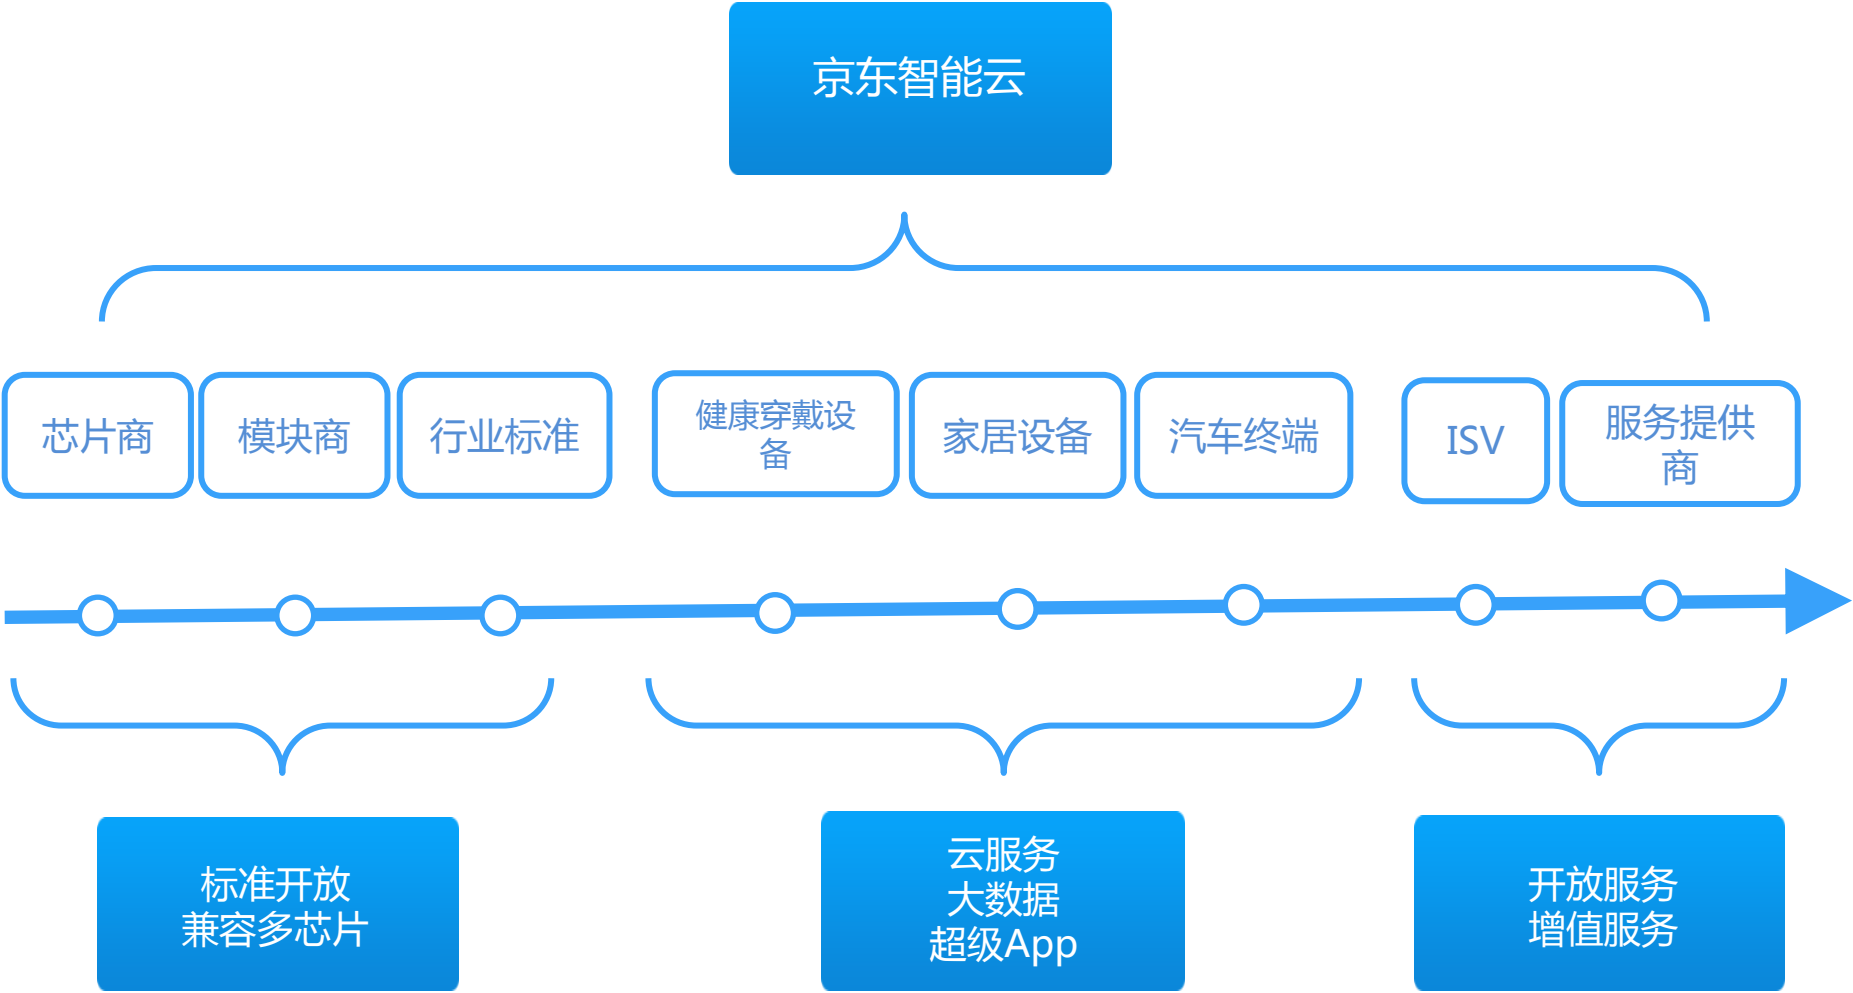 京东智能云
芯片商
模块商
行业标准
健康穿戴设
备
家居设备
汽车终端
ISV
服务提供
商
标准开放
兼容多芯片
云服务
大数据
超级App
开放服务
增值服务